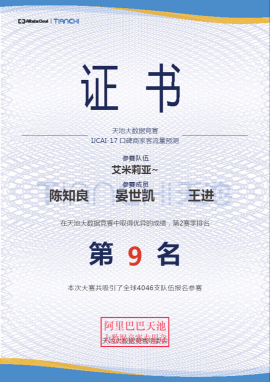 Alibaba Cloud | TIANCHI
证书
天池大数据竞赛
IJCAI-17 口碑商家客流量预测
参赛队伍
艾米莉亚~
参赛成员
陈知良 晏世凯 王进
在天池大数据竞赛中取得优异的成绩，第2赛季排名
第 9 名
本次大赛共吸引了全球4046支队伍报名参赛
阿里巴巴天池